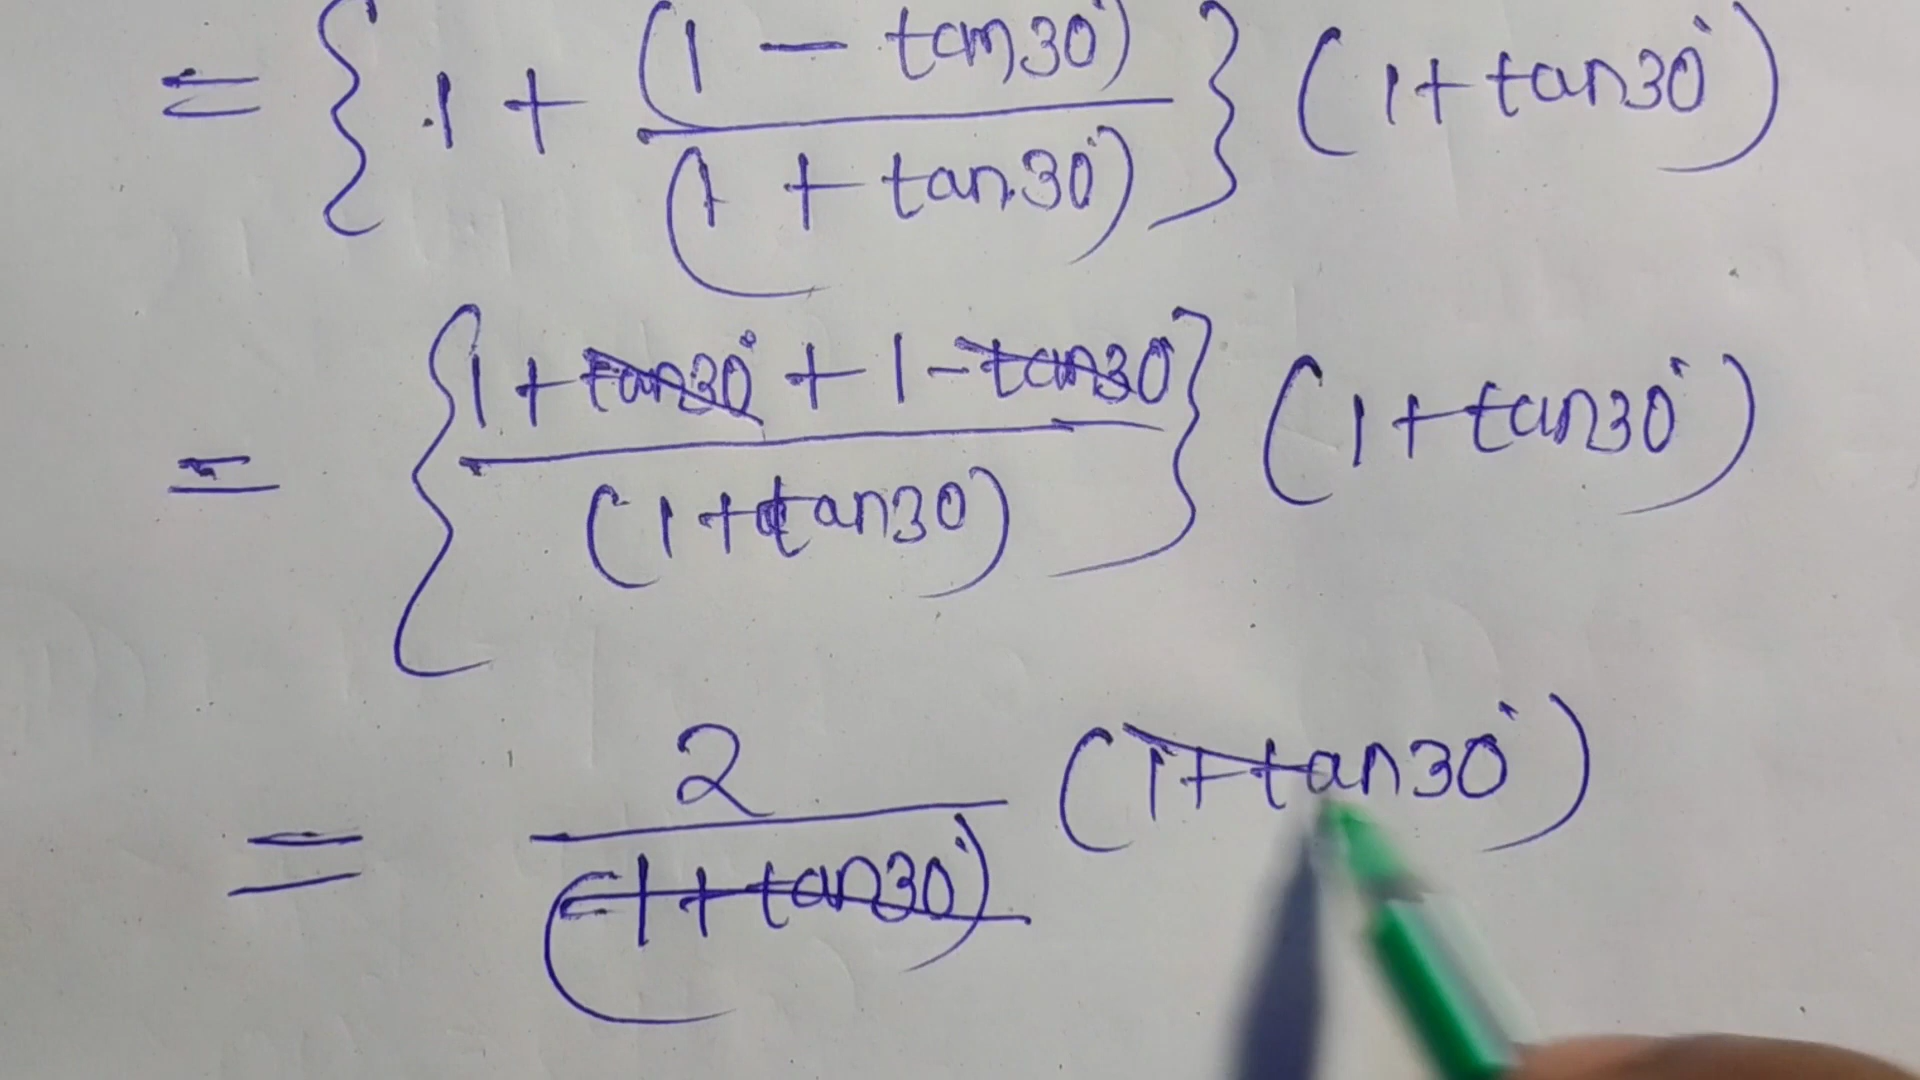 = { 1 + (1 - tan30°) / (1 + tan30°) } (1 + tan30°)
= { 1 + tan30° + 1 - tan30° / (1 + tan30) } (1 + tan30°)
= 2 / (1 + tan30°) (1 + tan30°)